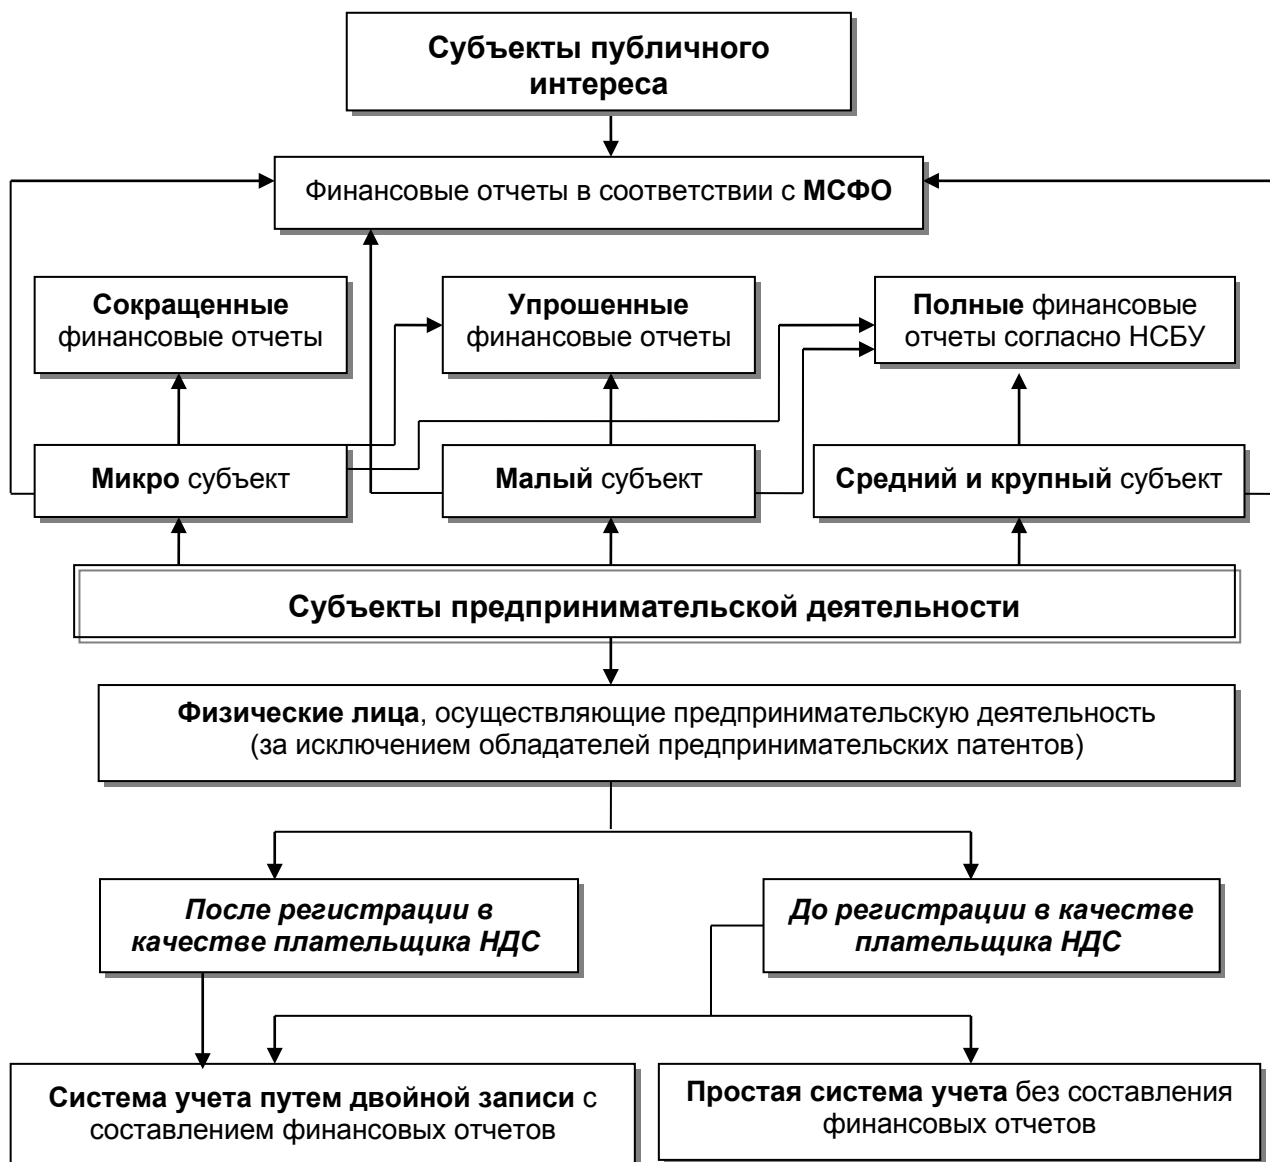 Субъекты публичного
интереса
Финансовые отчеты в соответствии с МСФО
Сокращенные
финансовые отчеты
Упрошенные
финансовые отчеты
Полные финансовые
отчеты согласно НСБУ
Микро субъект
Малый субъект
Средний и крупный субъект
Субъекты предпринимательской деятельности
Физические лица, осуществляющие предпринимательскую деятельность
(за исключением обладателей предпринимательских патентов)
После регистрации в
качестве плательщика НДС
До регистрации в качестве
плательщика НДС
Система учета путем двойной записи с
составлением финансовых отчетов
Простая система учета без составления
финансовых отчетов